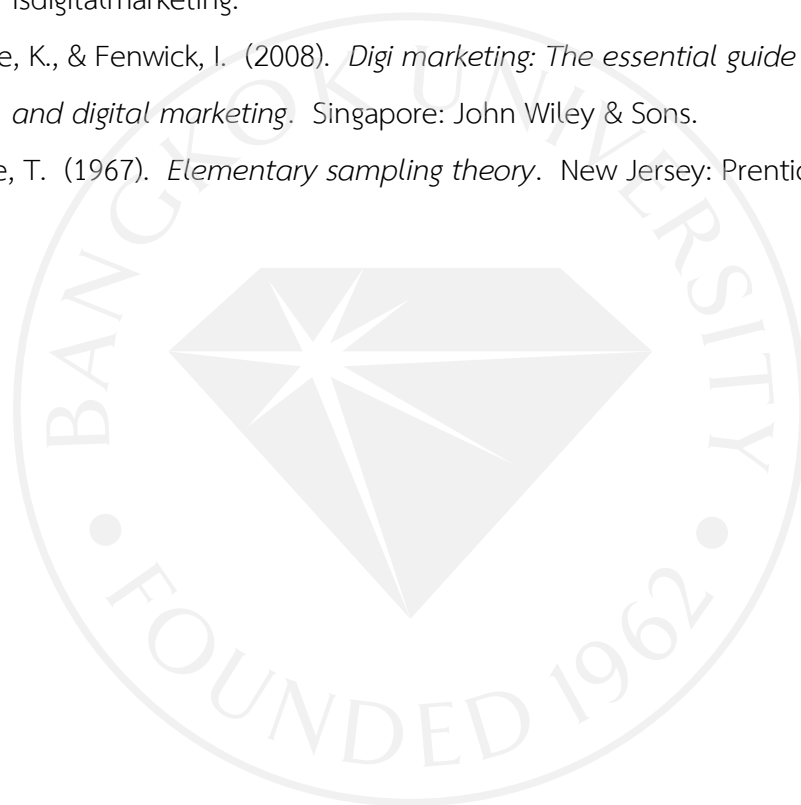 isdigitalmarketing.
e, K., & Fenwick, I. (2008). Digi marketing: The essential guide
and digital marketing. Singapore: John Wiley & Sons.
e, T. (1967). Elementary sampling theory. New Jersey: Prentic
BANGKOK UNIVERSITY
• FOUNDED 1962 •